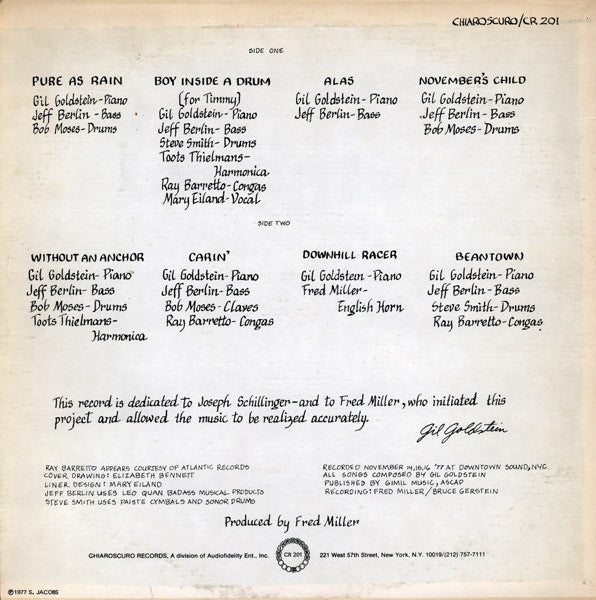 CHIAROSCURO/CR 201
SIDE ONE
PURE AS RAIN
Gil Goldstein-Piano
Jeff Berlin - Bass
Bob Moses-Drums
BOY INSIDE A DRUM
(for Timmy)
Gil Goldstein-Piano
Jeff Berlin-Bass
Steve Smith-Drums
Toots Thielmans-
Harmonica
Ray Barretto-Congas
Mary Eiland-Vocal
ALAS
Gil Goldstein-Piano
Jeff Berlin-Bass
NOVEMBER'S CHILD
Gil Goldstein-Piano
Jeff Berlin-Bass
Bob Moses-Drums
SIDE TWO
WITHOUT AN ANCHOR
Gil Goldstein-Piano
Jeff Berlin-Bass
Bob Moses-Drums
Toots Thielmans-
Harmonica
CARIN'
Gil Goldstein-Piano
Jeff Berlin-Bass
Bob Moses-Claves
Ray Barretto-Congas
DOWNHILL RACER
Gil Goldstein-Piano
Fred Miller-
English Horn
BEANTOWN
Gil Goldstein-Piano
Jeff Berlin-Bass
Steve Smith-Drums
Ray Barretto-Congas
This record is dedicated to Joseph Schillinger-and to Fred Miller, who initiated this
project and allowed the music to be realized accurately.
Gil Goldstein
RAY BARRETTO APPEARS COURTESY OF ATLANTIC RECORDS
COVER DRAWING: ELIZABETH BENNETT
LINER DESIGN: MARY EILAND
JEFF BERLIN USES LEO QUAN BADASS MUSICAL PRODUCTS
STEVE SMITH USES PAISTE CYMBALS AND SONOR DRUMS
RECORDED NOVEMBER 14,15,16 '77 AT DOWNTOWN SOUND, NYC
ALL SONGS COMPOSED BY GIL GOLDSTEIN
PUBLISHED BY GIMIL MUSIC, ASCAP
RECORDING: FRED MILLER/BRUCE GERSTEIN
Produced by Fred Miller
CHIAROSCURO RECORDS, A division of Audiofidelity Ent., Inc.
CR 201
221 West 57th Street, New York, N.Y. 10019/(212) 757-7111
℗1977 S. JACOBS